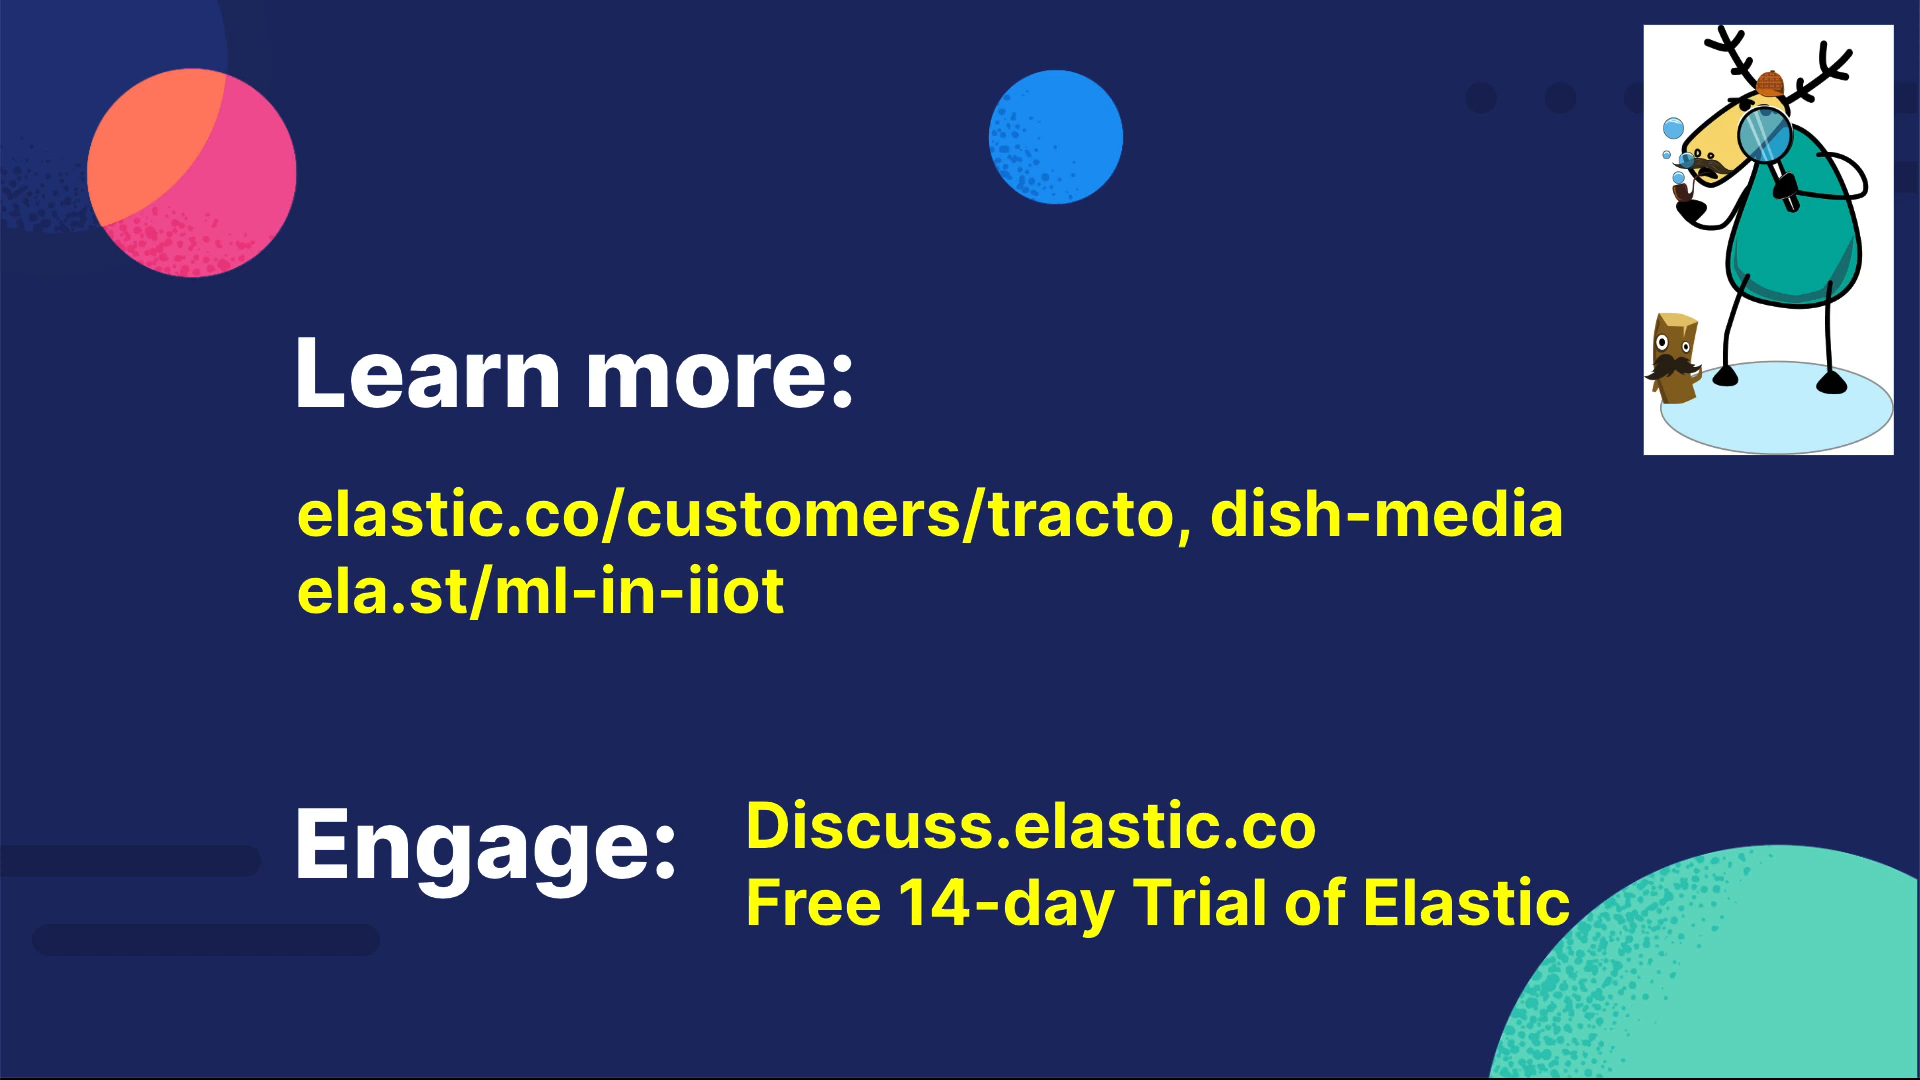 Learn more:
elastic.co/customers/tracto, dish-media
ela.st/ml-in-iiot
Engage:
Discuss.elastic.co
Free 14-day Trial of Elastic